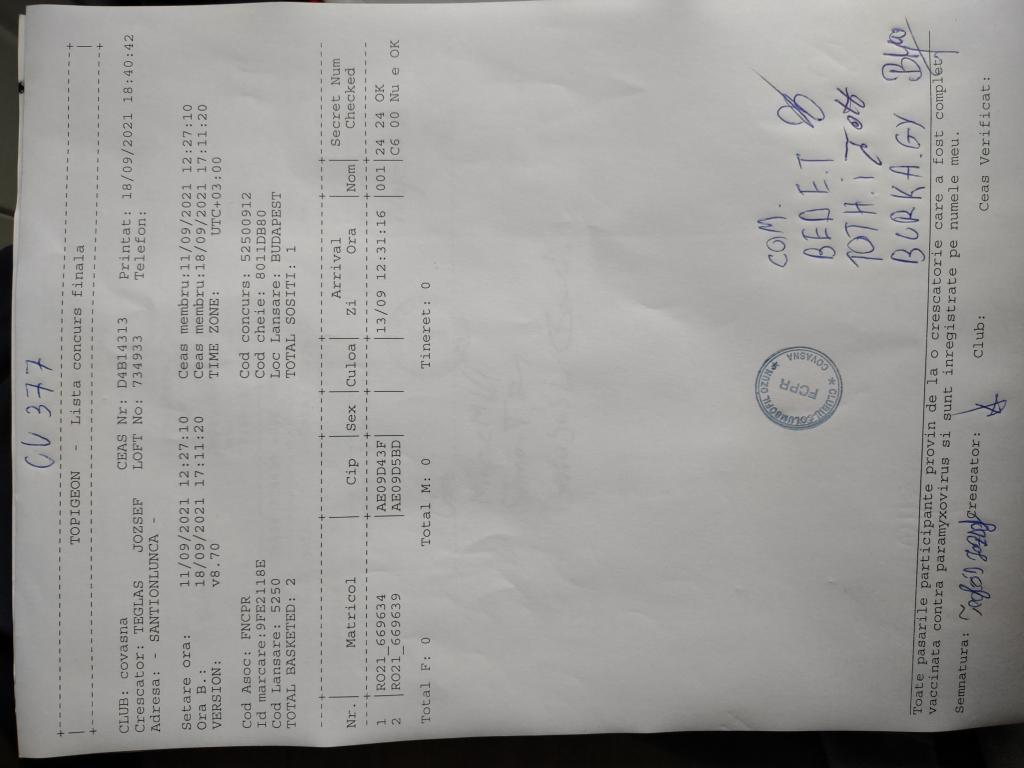 CV 377
TOPIGEON - Lista concurs finala
CLUB: covasna CEAS Nr: D4B14313 Printat: 18/09/2021 18:40:42
Crescator: TEGLAS JOZSEF LOFT No: 734933 Telefon:
Adresa: - SANTIONLUNCA -
Setare ora: 11/09/2021 12:27:10 Ceas membru:11/09/2021 12:27:10
Ora B.: 18/09/2021 17:11:20 Ceas membru:18/09/2021 17:11:20
VERSION: v8.70 TIME ZONE: UTC+03:00
Cod Asoc: FNCPR Cod concurs: 52500912
Id marcare:9FE2118E Cod cheie: 8011DB80
Cod Lansare: 5250 Loc Lansare: BUDAPEST
TOTAL BASKETED: 2 TOTAL SOSITI: 1
Arrival Secret Num
Nr.| Matricol | Cip |Sex |Culoa| Zi Ora |Nom| Checked
1 |RO21_669634 |AE09D43F| | |13/09 12:31:16 |001|24 24 OK
2 |RO21_669639 |AE09D5BD| | | | |C6 00 Nu e OK
Total F: 0 Total M: 0 Tineret: 0
COM.
BEDE.T
TOTH.i
BURKA.GY
CLUBUL COLUMBOFIL KOZO
FCPR
COVASNA
Toate pasarile participante provin de la o crescatorie care a fost complet
vaccinata contra paramyxovirus si sunt inregistrate pe numele meu.
Semnatura: Crescator: Club: Ceas Verificat: